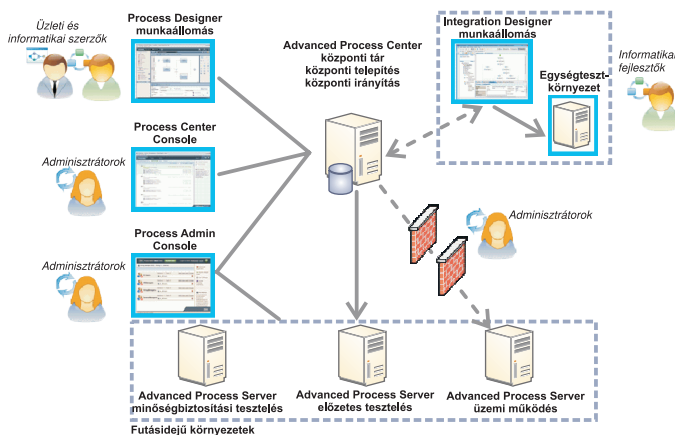 Üzleti és
informatikai szerzők
Process Designer
munkaállomás
Advanced Process Center
központi tár
központi telepítés
központi irányítás
Integration Designer
munkaállomás
Egységteszt-
környezet
Informatikai
fejlesztők
Process Center
Console
Adminisztrátorok
Process Admin
Console
Adminisztrátorok
Adminisztrátorok
Advanced Process Server
minőségbiztosítási tesztelés
Advanced Process Server
előzetes tesztelés
Advanced Process Server
üzemi működés
Futásidejű környezetek